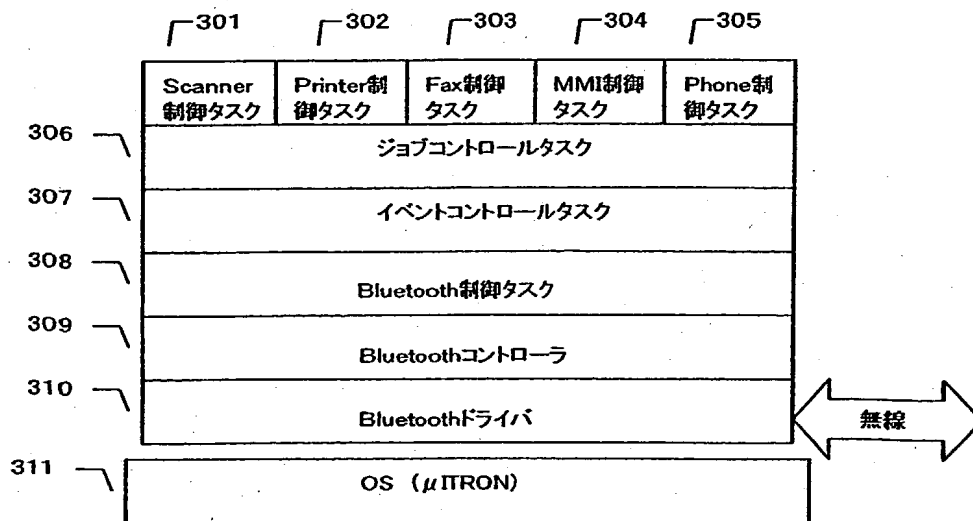 301 302 303 304 305
Scanner
制御タスク
Printer制
御タスク
Fax制御
タスク
MMI制御
タスク
Phone制
御タスク
306
ジョブコントロールタスク
307
イベントコントロールタスク
308
Bluetooth制御タスク
309
Bluetoothコントローラ
310
Bluetoothドライバ
無線
311
OS (μITRON)